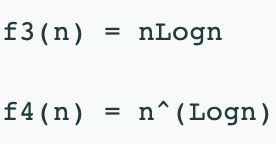 f3(n) = nLogn
f4(n) = n^(Logn)